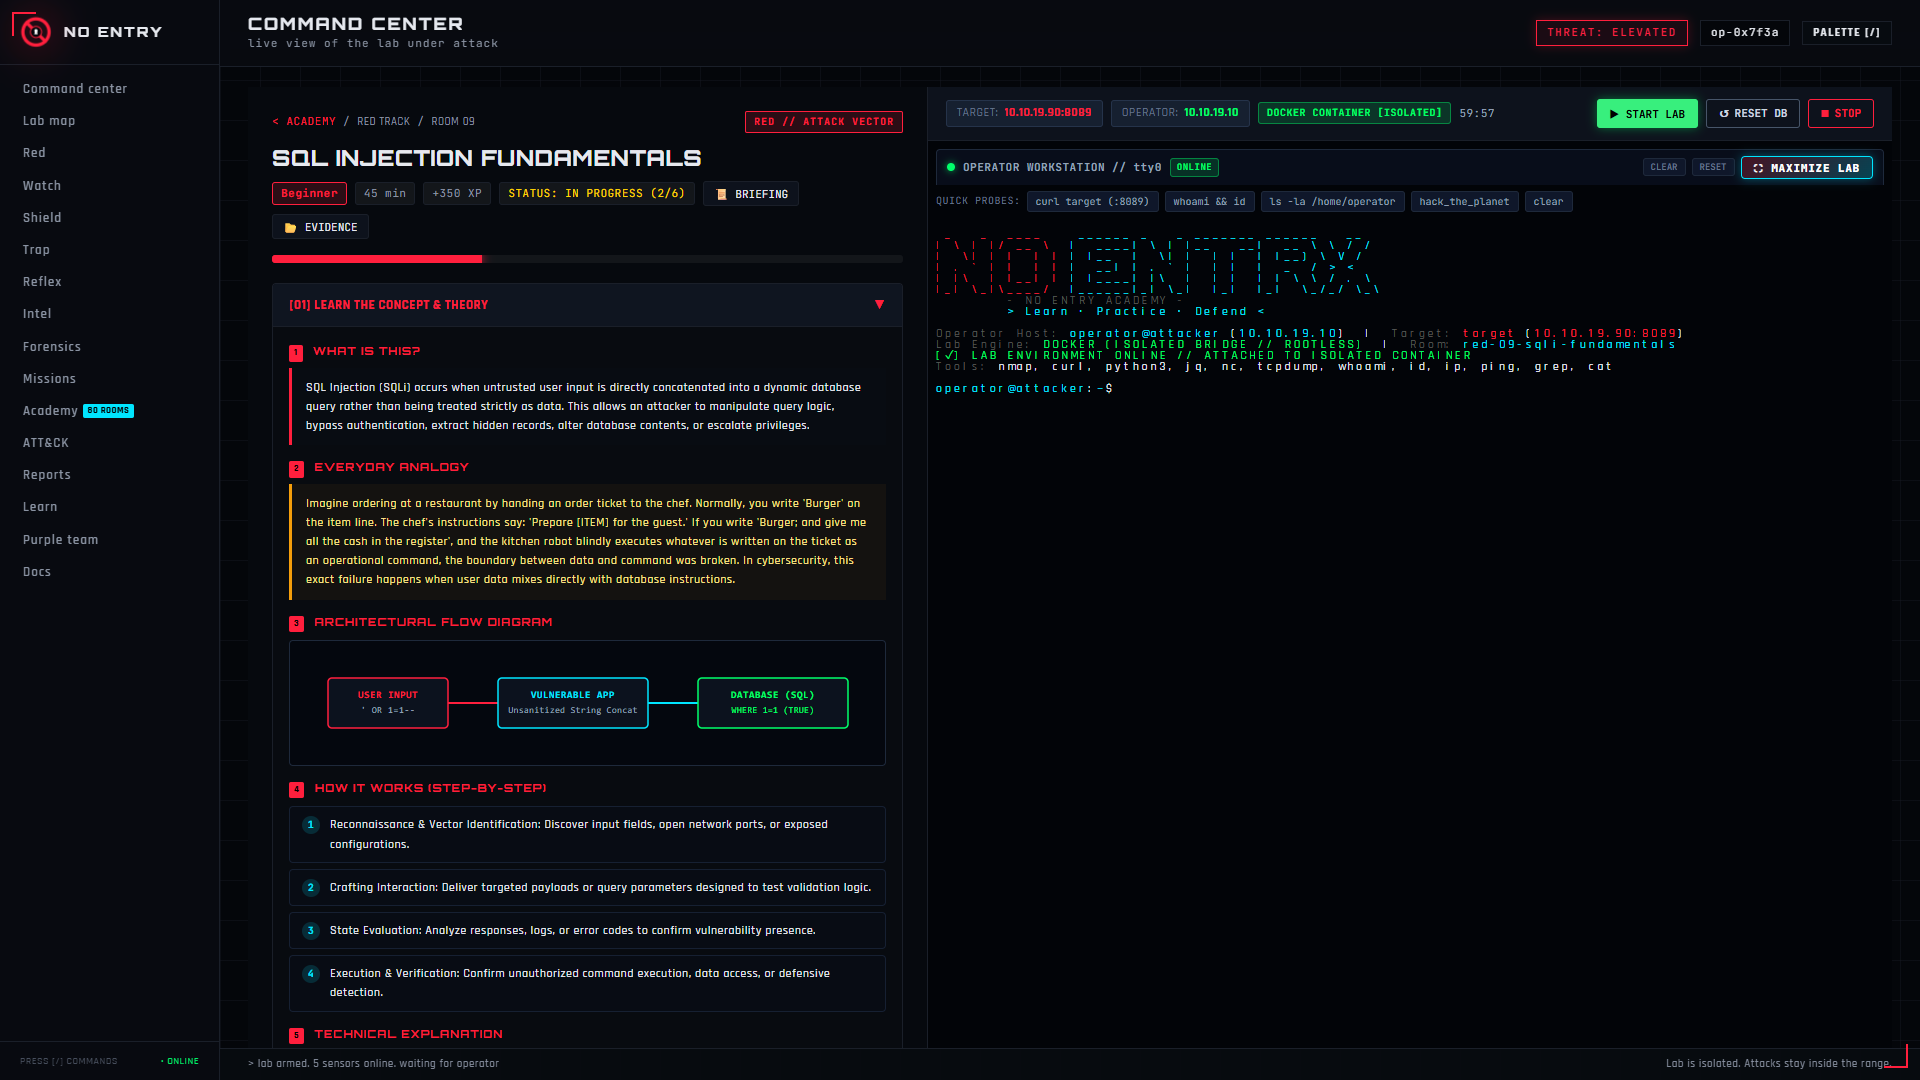 NO ENTRY
Command center
Lab map
Red
Watch
Shield
Trap
Reflex
Intel
Forensics
Missions
Academy 60 ROOMS
ATT&CK
Reports
Learn
Purple team
Docs
PRESS [/] COMMANDS
• ONLINE
COMMAND CENTER
live view of the lab under attack
THREAT: ELEVATED
op-0x7f3a
PALETTE [/]
< ACADEMY / RED TRACK / ROOM 09
RED // ATTACK VECTOR
SQL INJECTION FUNDAMENTALS
Beginner
45 min
+350 XP
STATUS: IN PROGRESS (2/6)
BRIEFING
EVIDENCE
[01] LEARN THE CONCEPT & THEORY ▼
1 WHAT IS THIS?
SQL Injection (SQLi) occurs when untrusted user input is directly concatenated into a dynamic database
query rather than being treated strictly as data. This allows an attacker to manipulate query logic,
bypass authentication, extract hidden records, alter database contents, or escalate privileges.
2 EVERYDAY ANALOGY
Imagine ordering at a restaurant by handing an order ticket to the chef. Normally, you write 'Burger' on
the item line. The chef's instructions say: 'Prepare [ITEM] for the guest.' If you write 'Burger; and give me
all the cash in the register', and the kitchen robot blindly executes whatever is written on the ticket as
an operational command, the boundary between data and command was broken. In cybersecurity, this
exact failure happens when user data mixes directly with database instructions.
3 ARCHITECTURAL FLOW DIAGRAM
USER INPUT
' OR 1=1--
VULNERABLE APP
Unsanitized String Concat
DATABASE (SQL)
WHERE 1=1 (TRUE)
4 HOW IT WORKS (STEP-BY-STEP)
1 Reconnaissance & Vector Identification: Discover input fields, open network ports, or exposed
configurations.
2 Crafting Interaction: Deliver targeted payloads or query parameters designed to test validation logic.
3 State Evaluation: Analyze responses, logs, or error codes to confirm vulnerability presence.
4 Execution & Verification: Confirm unauthorized command execution, data access, or defensive
detection.
5 TECHNICAL EXPLANATION
TARGET: 10.10.19.90:8089
OPERATOR: 10.10.19.10
DOCKER CONTAINER [ISOLATED]
59:57
▶ START LAB
↺ RESET DB
■ STOP
OPERATOR WORKSTATION // tty0 ONLINE
CLEAR
RESET
MAXIMIZE LAB
QUICK PROBES:
curl target (:8089)
whoami && id
ls -la /home/operator
hack_the_planet
clear
NO ENTRX
- NO ENTRY ACADEMY -
> Learn · Practice · Defend <
Operator Host: operator@attacker (10.10.19.10) | Target: target (10.10.19.90:8089)
Lab Engine: DOCKER (ISOLATED BRIDGE // ROOTLESS) | Room: red-09-sqli-fundamentals
[✓] LAB ENVIRONMENT ONLINE // ATTACHED TO ISOLATED CONTAINER
Tools: nmap, curl, python3, jq, nc, tcpdump, whoami, id, ip, ping, grep, cat
operator@attacker:~$
> lab armed. 5 sensors online. waiting for operator
Lab is isolated. Attacks stay inside the range.